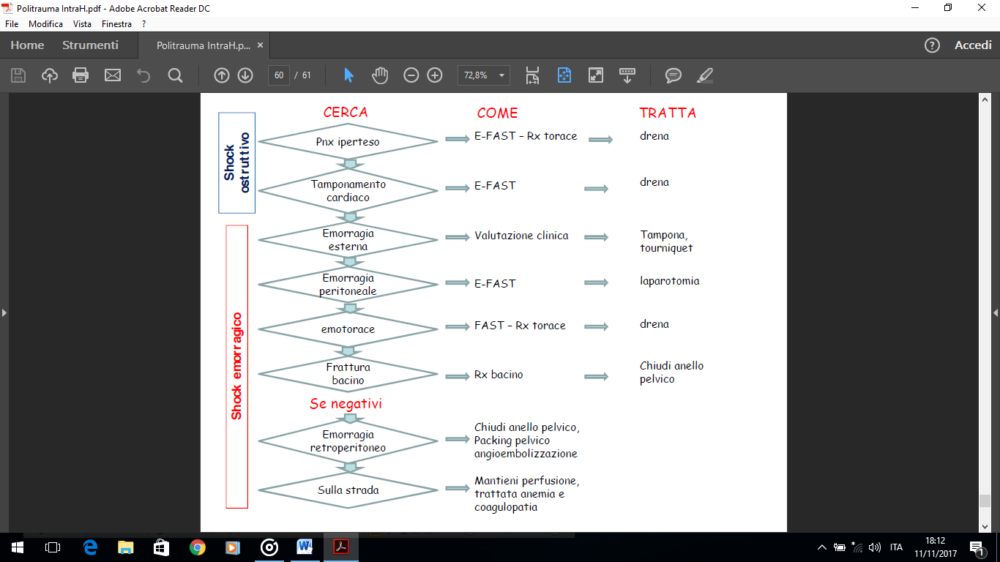 Politrauma IntraH.pdf - Adobe Acrobat Reader DC
File Modifica Vista Finestra ?
Home Strumenti Politrauma IntraH.p... × ? Accedi
60 / 61 72,8%
CERCA COME TRATTA
Shock
ostruttivo
Pnx iperteso E-FAST – Rx torace drena
Tamponamento
cardiaco
E-FAST drena
Shock emorragico
Emorragia
esterna
Valutazione clinica
Tampona,
tourniquet
Emorragia
peritoneale
E-FAST laparotomia
emotorace FAST – Rx torace drena
Frattura
bacino
Rx bacino
Chiudi anello
pelvico
Se negativi
Emorragia
retroperitoneo
Chiudi anello pelvico,
Packing pelvico
angioembolizzazione
Sulla strada
Mantieni perfusione,
trattata anemia e
coagulopatia
ITA
18:12
11/11/2017
1